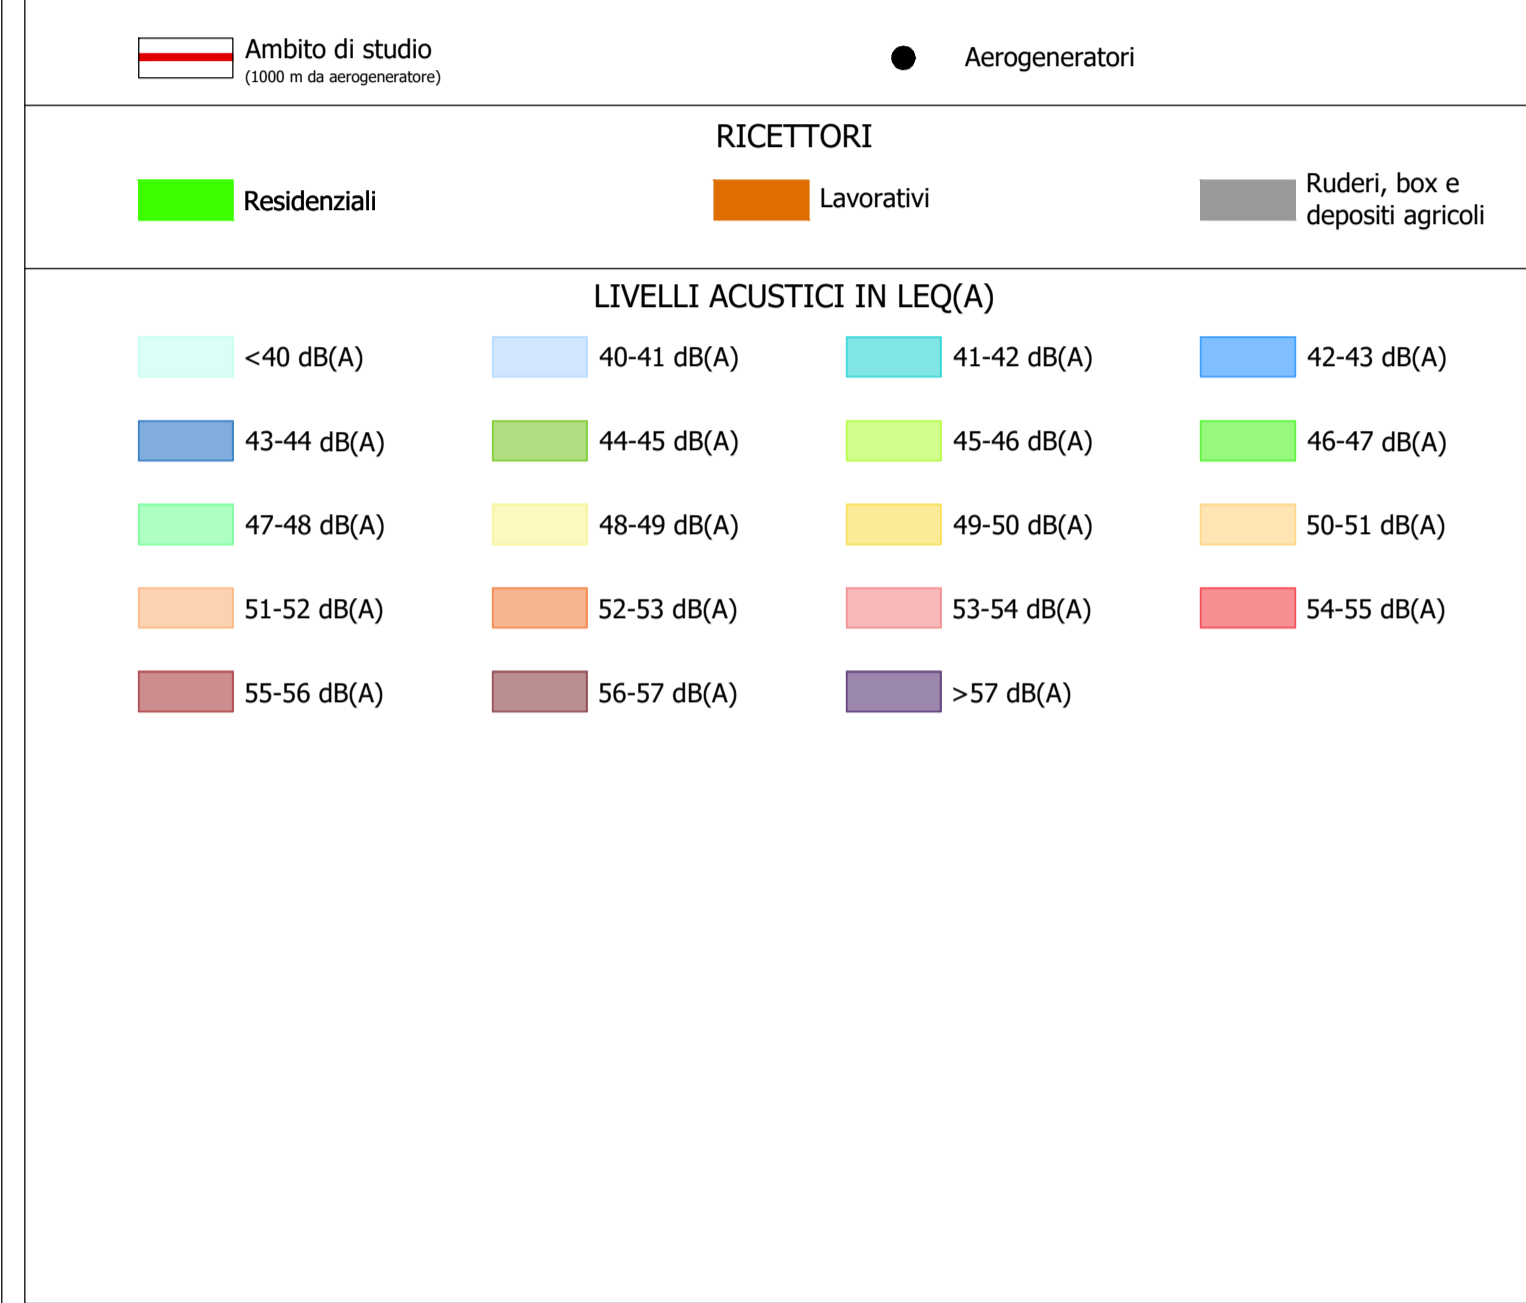 Ambito di studio
(1000 m da aerogeneratore)
Aerogeneratori
RICETTORI
Residenziali
Lavorativi
Ruderi, box e
depositi agricoli
LIVELLI ACUSTICI IN LEQ(A)
<40 dB(A)
40-41 dB(A)
41-42 dB(A)
42-43 dB(A)
43-44 dB(A)
44-45 dB(A)
45-46 dB(A)
46-47 dB(A)
47-48 dB(A)
48-49 dB(A)
49-50 dB(A)
50-51 dB(A)
51-52 dB(A)
52-53 dB(A)
53-54 dB(A)
54-55 dB(A)
55-56 dB(A)
56-57 dB(A)
>57 dB(A)